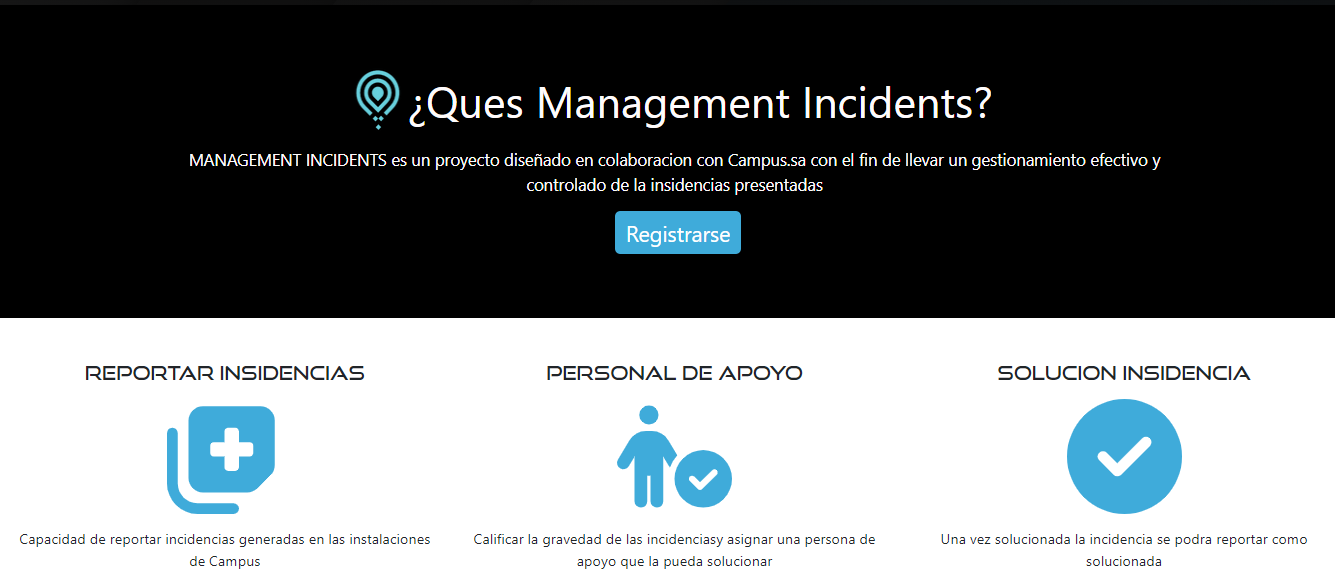 ¿Ques Management Incidents?
MANAGEMENT INCIDENTS es un proyecto diseñado en colaboracion con Campus.sa con el fin de llevar un gestionamiento efectivo y
controlado de la insidencias presentadas
Registrarse
REPORTAR INSIDENCIAS
PERSONAL DE APOYO
SOLUCION INSIDENCIA
Capacidad de reportar incidencias generadas en las instalaciones
de Campus
Calificar la gravedad de las incidenciasy asignar una persona de
apoyo que la pueda solucionar
Una vez solucionada la incidencia se podra reportar como
solucionada